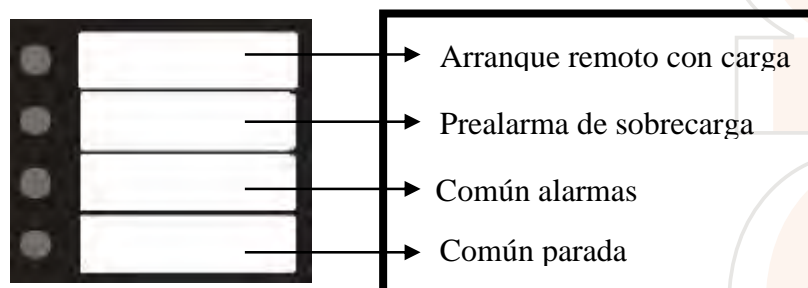 Arranque remoto con carga
Prealarma de sobrecarga
Común alarmas
Común parada